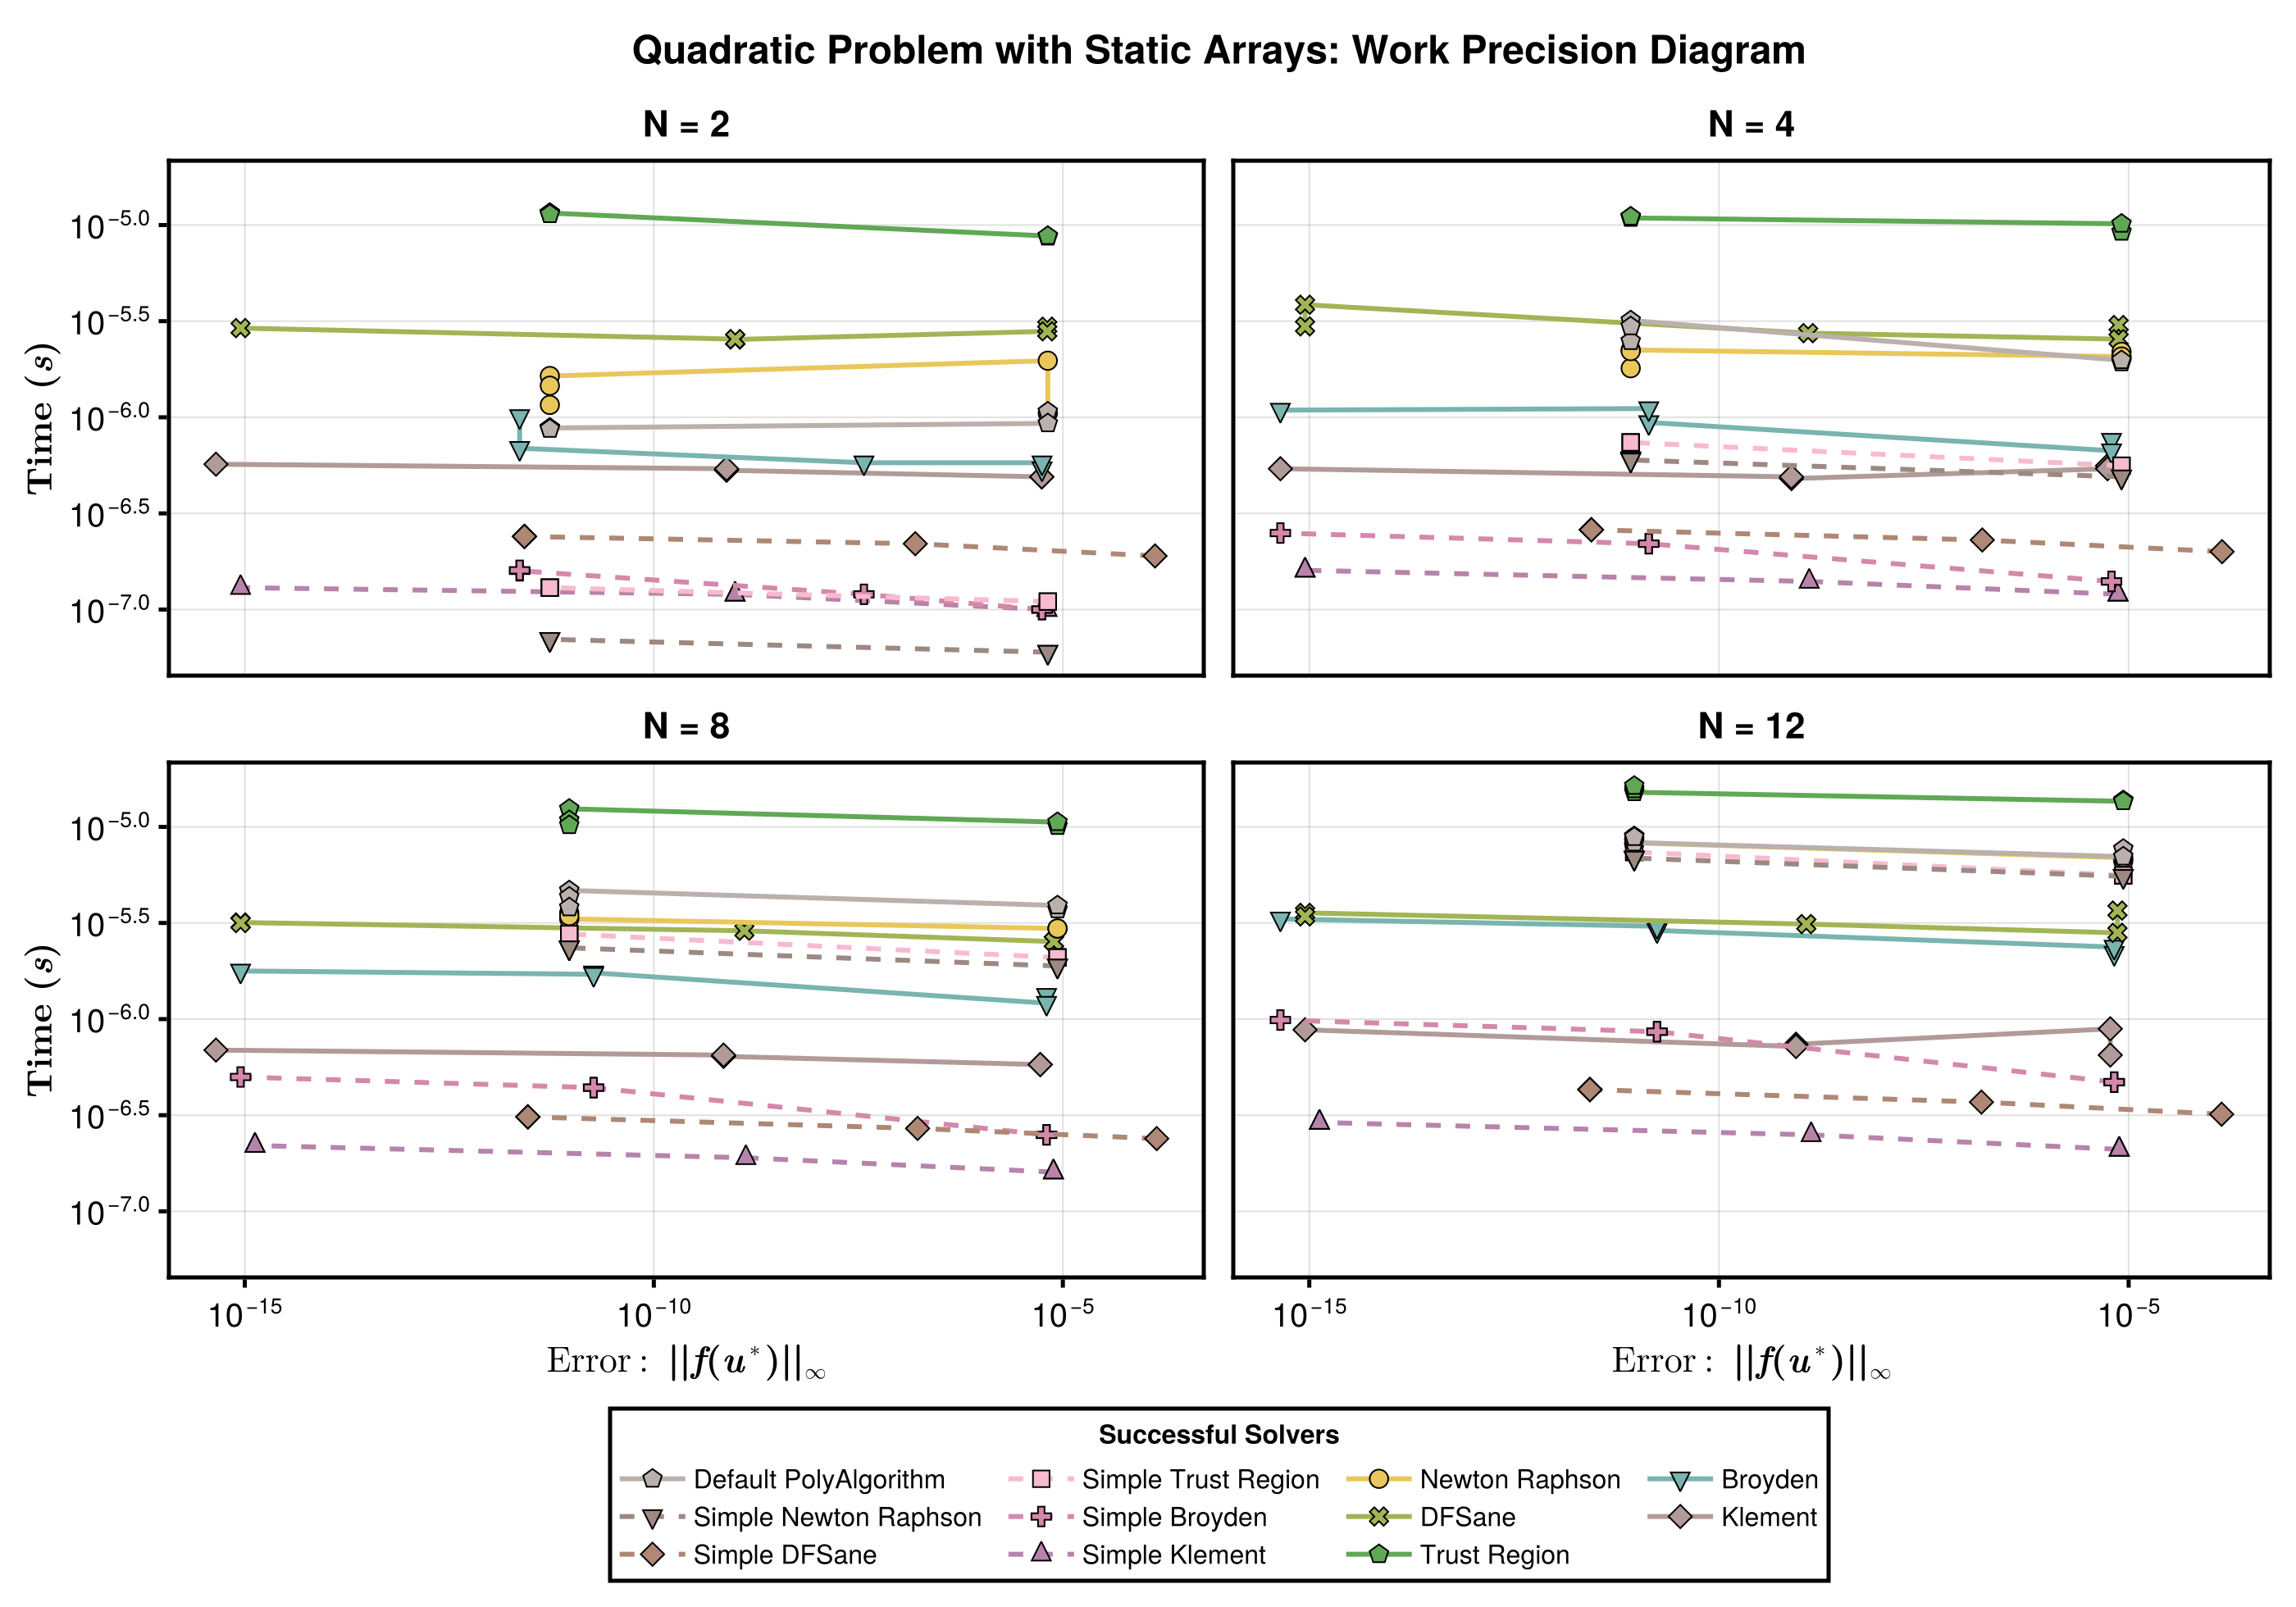 Quadratic Problem with Static Arrays: Work Precision Diagram
N = 2
N = 4
10^−5.0
10^−5.5
10^−6.0
10^−6.5
10^−7.0
Time (s)
N = 8
N = 12
10^−5.0
10^−5.5
10^−6.0
10^−6.5
10^−7.0
Time (s)
10^−15 10^−10 10^−5
10^−15 10^−10 10^−5
Error: ||f(u*)||∞
Error: ||f(u*)||∞
Successful Solvers
Default PolyAlgorithm Simple Trust Region Newton Raphson Broyden
Simple Newton Raphson Simple Broyden DFSane Klement
Simple DFSane Simple Klement Trust Region